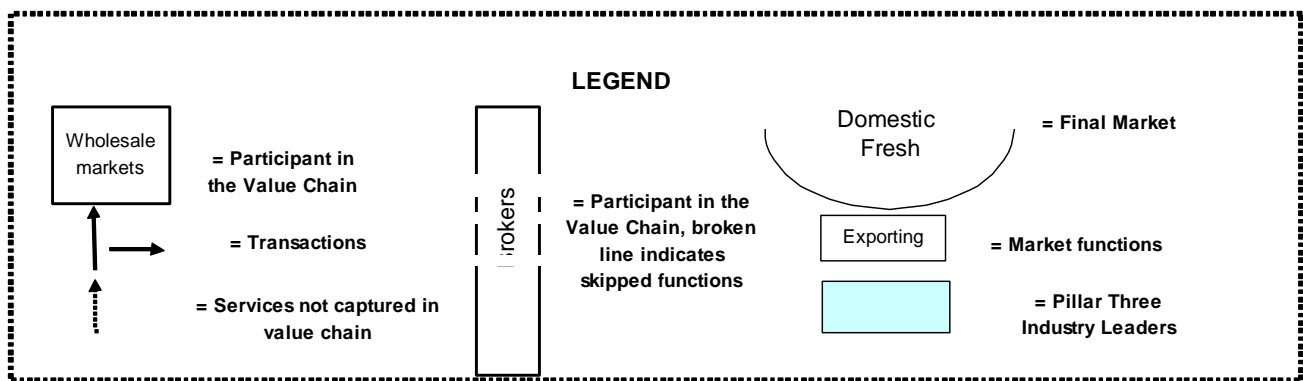 LEGEND
Wholesale
markets
= Participant in
the Value Chain
= Transactions
= Services not captured in
value chain
Brokers
= Participant in the
Value Chain, broken
line indicates
skipped functions
Domestic
Fresh
= Final Market
Exporting
= Market functions
= Pillar Three
Industry Leaders